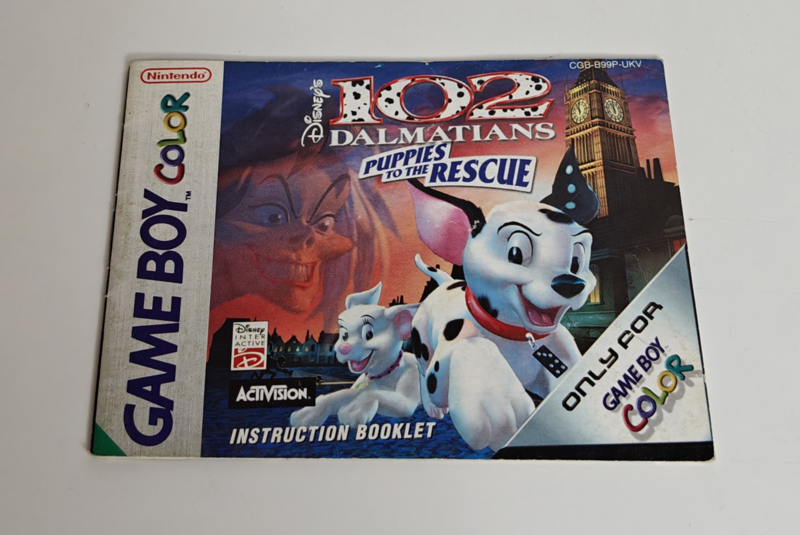 Nintendo
GAME BOY COLOR
TM
CGB-B99P-UKV
DISNEY'S
102
DALMATIANS
PUPPIES
TO THE RESCUE
Disney
INTER
ACTIVE
ACTIVISION
INSTRUCTION BOOKLET
ONLY FOR
GAME BOY
COLOR